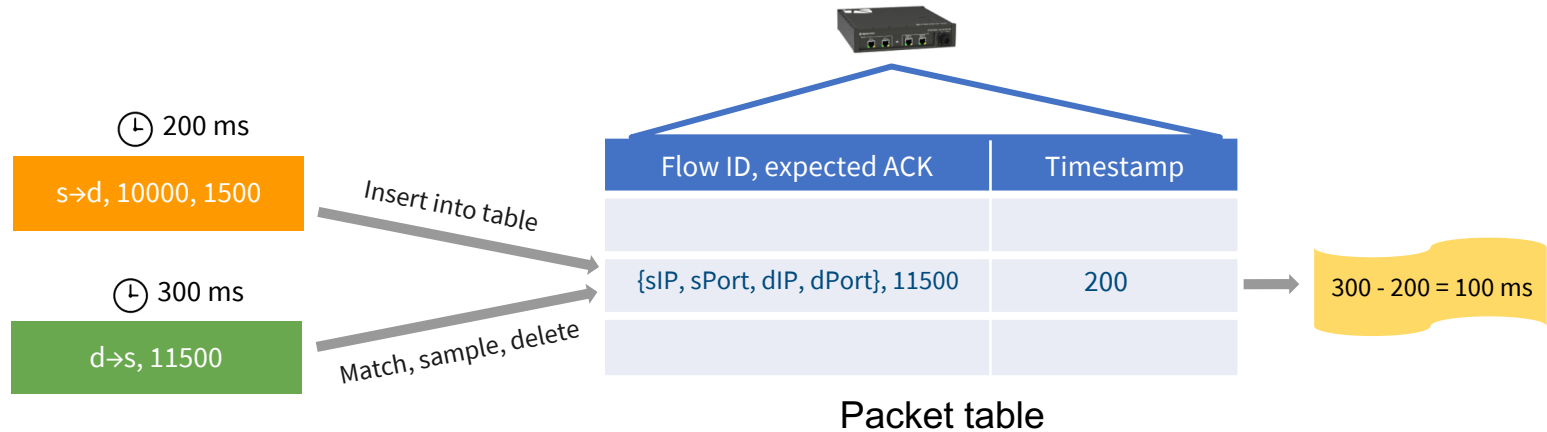 200 ms
s→d, 10000, 1500
300 ms
d→s, 11500
Insert into table
Match, sample, delete
Flow ID, expected ACK
Timestamp
{sIP, sPort, dIP, dPort}, 11500
200
300 - 200 = 100 ms
Packet table